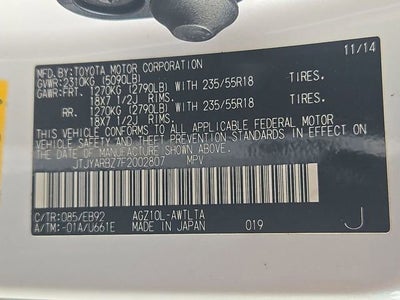 MFD. BY: TOYOTA MOTOR CORPORATION 11/14
GVWR:2310KG (5090LB)
GAWR:FRT. 1270KG (2790LB) WITH 235/55R18 TIRES.
18X7 1/2J RIMS.
RR. 1270KG (2790LB) WITH 235/55R18 TIRES.
18X7 1/2J RIMS.
THIS VEHICLE CONFORMS TO ALL APPLICABLE FEDERAL MOTOR
VEHICLE SAFETY AND THEFT PREVENTION STANDARDS IN EFFECT ON
THE DATE OF MANUFACTURE SHOWN ABOVE.
JTJYARBZ7F2002807 MPV
C/TR:085/EB92 AGZ10L-AWTLTA
A/TM:-01A/U661E MADE IN JAPAN 019 J